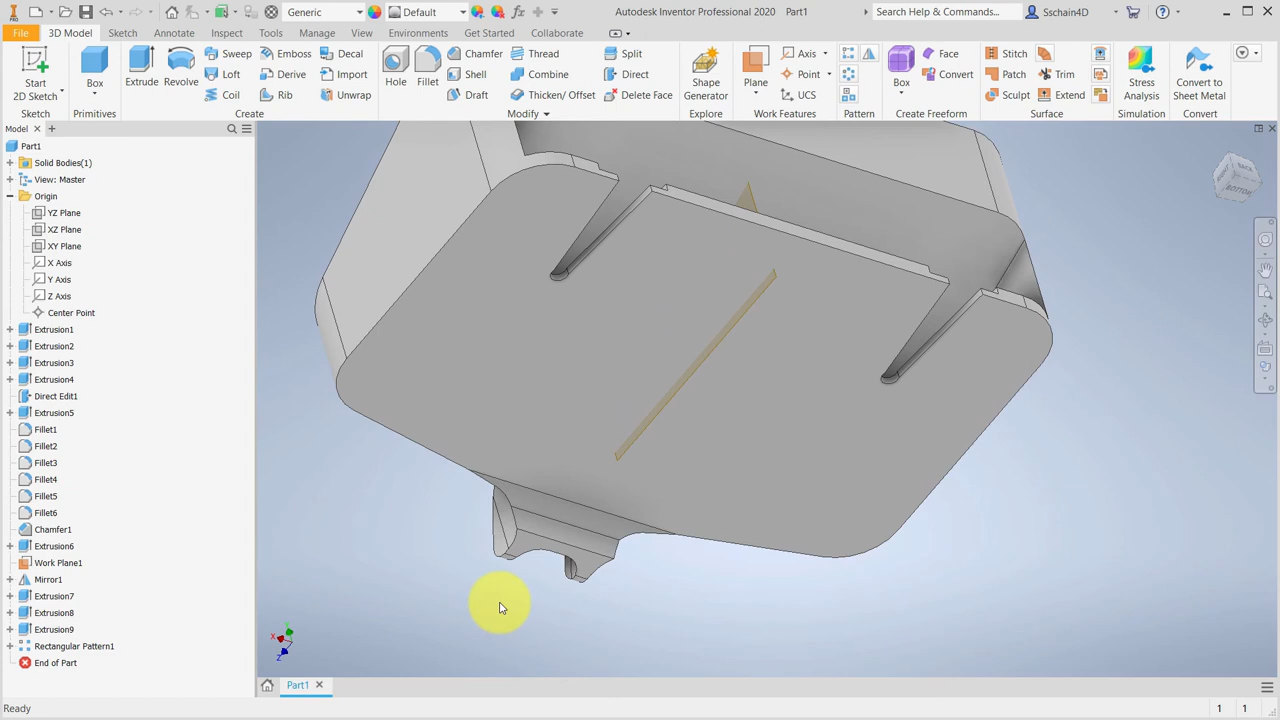 Generic
Default
Autodesk Inventor Professional 2020 Part1
Search Help & Commands...
Sschain4D
File
3D Model
Sketch
Annotate
Inspect
Tools
Manage
View
Environments
Get Started
Collaborate
Start
2D Sketch
Sketch
Box
Primitives
Extrude
Revolve
Sweep
Loft
Coil
Emboss
Derive
Rib
Decal
Import
Unwrap
Create
Hole
Fillet
Chamfer
Shell
Draft
Thread
Combine
Thicken/ Offset
Split
Direct
Delete Face
Modify
Shape
Generator
Explore
Plane
Axis
Point
UCS
Work Features
Pattern
Box
Face
Convert
Create Freeform
Stitch
Patch
Sculpt
Trim
Extend
Surface
Stress
Analysis
Simulation
Convert to
Sheet Metal
Convert
Model
Part1
Solid Bodies(1)
View: Master
Origin
YZ Plane
XZ Plane
XY Plane
X Axis
Y Axis
Z Axis
Center Point
Extrusion1
Extrusion2
Extrusion3
Extrusion4
Direct Edit1
Extrusion5
Fillet1
Fillet2
Fillet3
Fillet4
Fillet5
Fillet6
Chamfer1
Extrusion6
Work Plane1
Mirror1
Extrusion7
Extrusion8
Extrusion9
Rectangular Pattern1
End of Part
BACK
BOTTOM
X
Y
Z
Part1
Ready
1 1